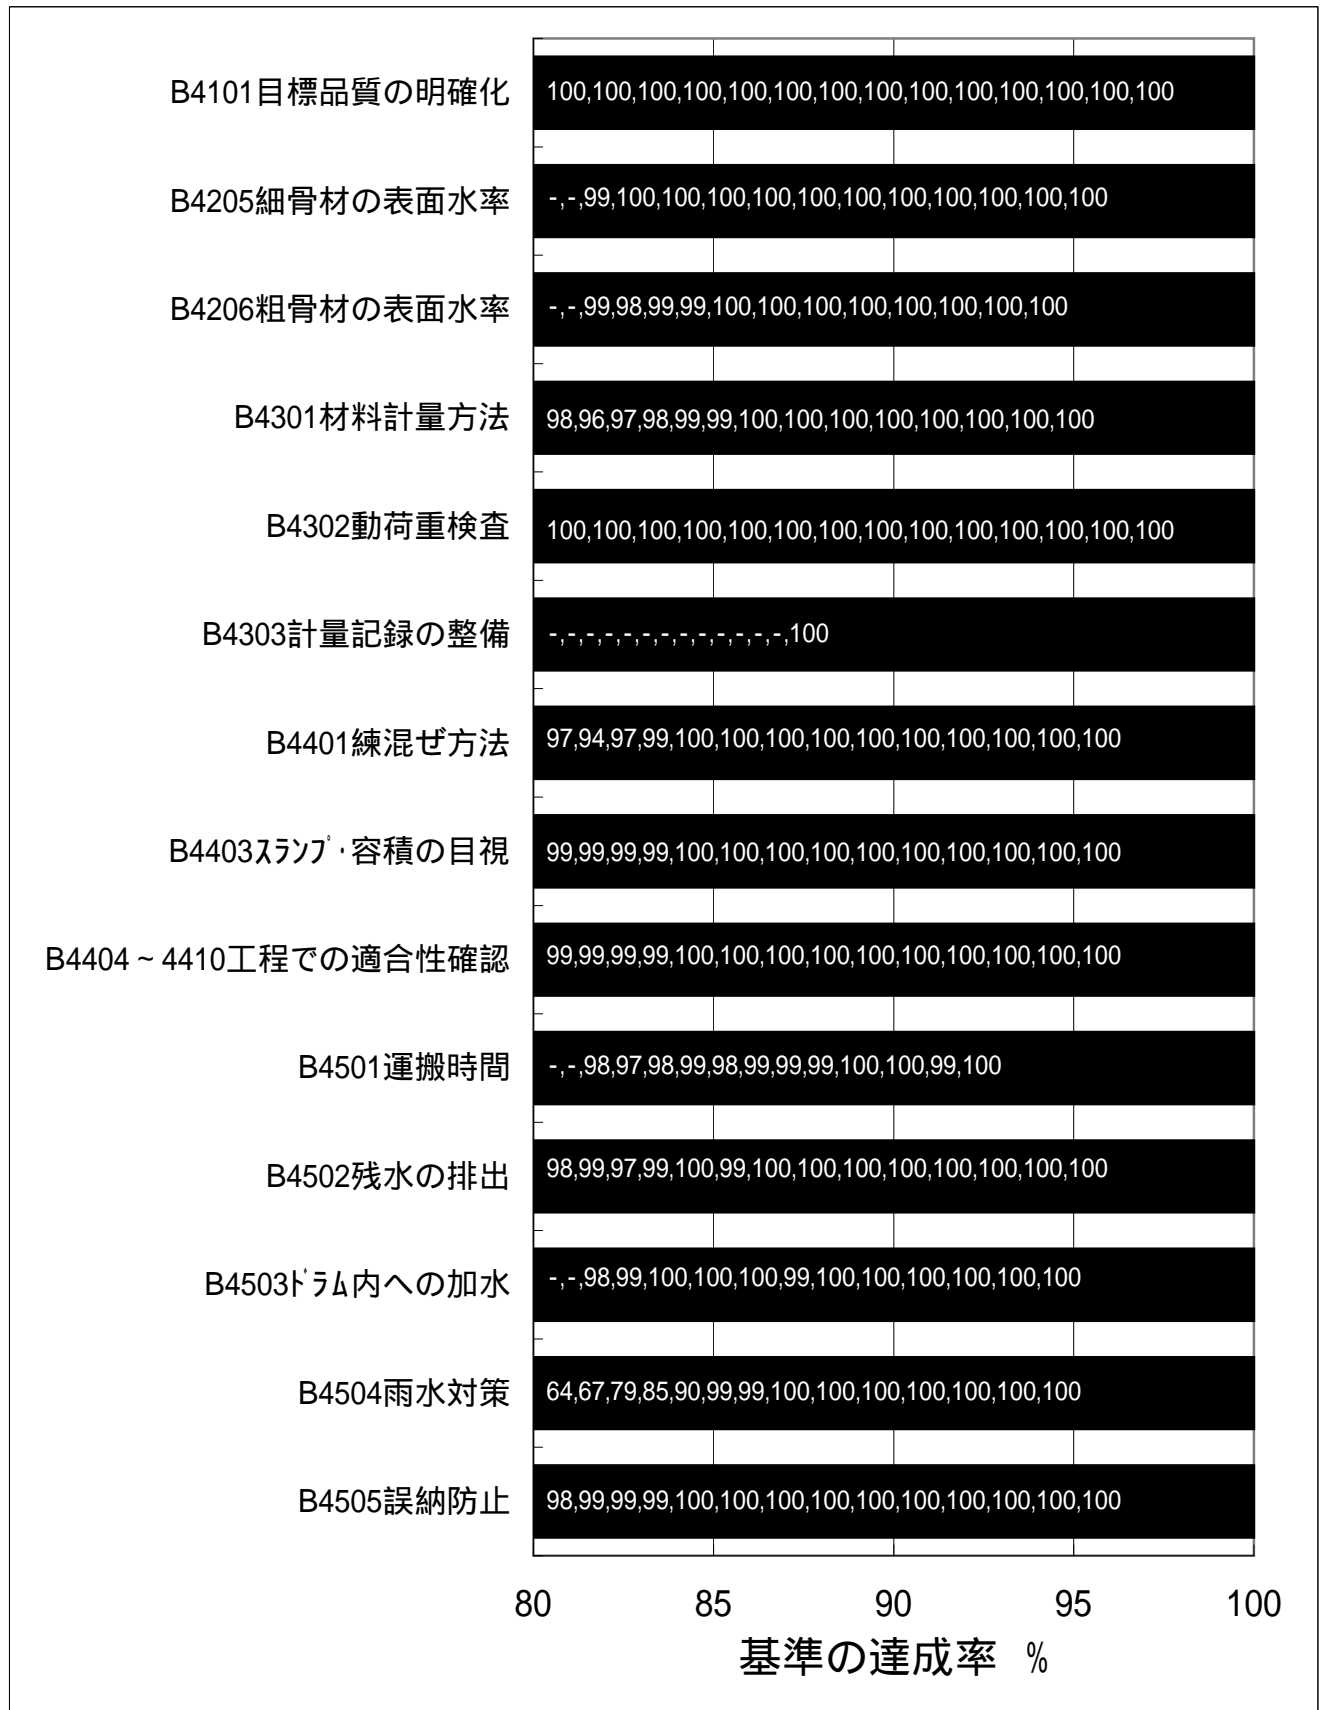 B4101目標品質の明確化 100,100,100,100,100,100,100,100,100,100,100,100,100,100
B4205細骨材の表面水率 -,-,99,100,100,100,100,100,100,100,100,100,100,100
B4206粗骨材の表面水率 -,-,99,98,99,99,100,100,100,100,100,100,100,100
B4301材料計量方法 98,96,97,98,99,99,100,100,100,100,100,100,100,100
B4302動荷重検査 100,100,100,100,100,100,100,100,100,100,100,100,100,100
B4303計量記録の整備 -,-,-,-,-,-,-,-,-,-,-,-,-,100
B4401練混ぜ方法 97,94,97,99,100,100,100,100,100,100,100,100,100,100
B4403ｽﾗﾝﾌﾟ･容積の目視 99,99,99,99,100,100,100,100,100,100,100,100,100,100
B4404～4410工程での適合性確認 99,99,99,99,100,100,100,100,100,100,100,100,100,100
B4501運搬時間 -,-,98,97,98,99,98,99,99,99,100,100,99,100
B4502残水の排出 98,99,97,99,100,99,100,100,100,100,100,100,100,100
B4503ﾄﾞﾗﾑ内への加水 -,-,98,99,100,100,100,99,100,100,100,100,100,100
B4504雨水対策 64,67,79,85,90,99,99,100,100,100,100,100,100,100
B4505誤納防止 98,99,99,99,100,100,100,100,100,100,100,100,100,100
80 85 90 95 100
基準の達成率 %